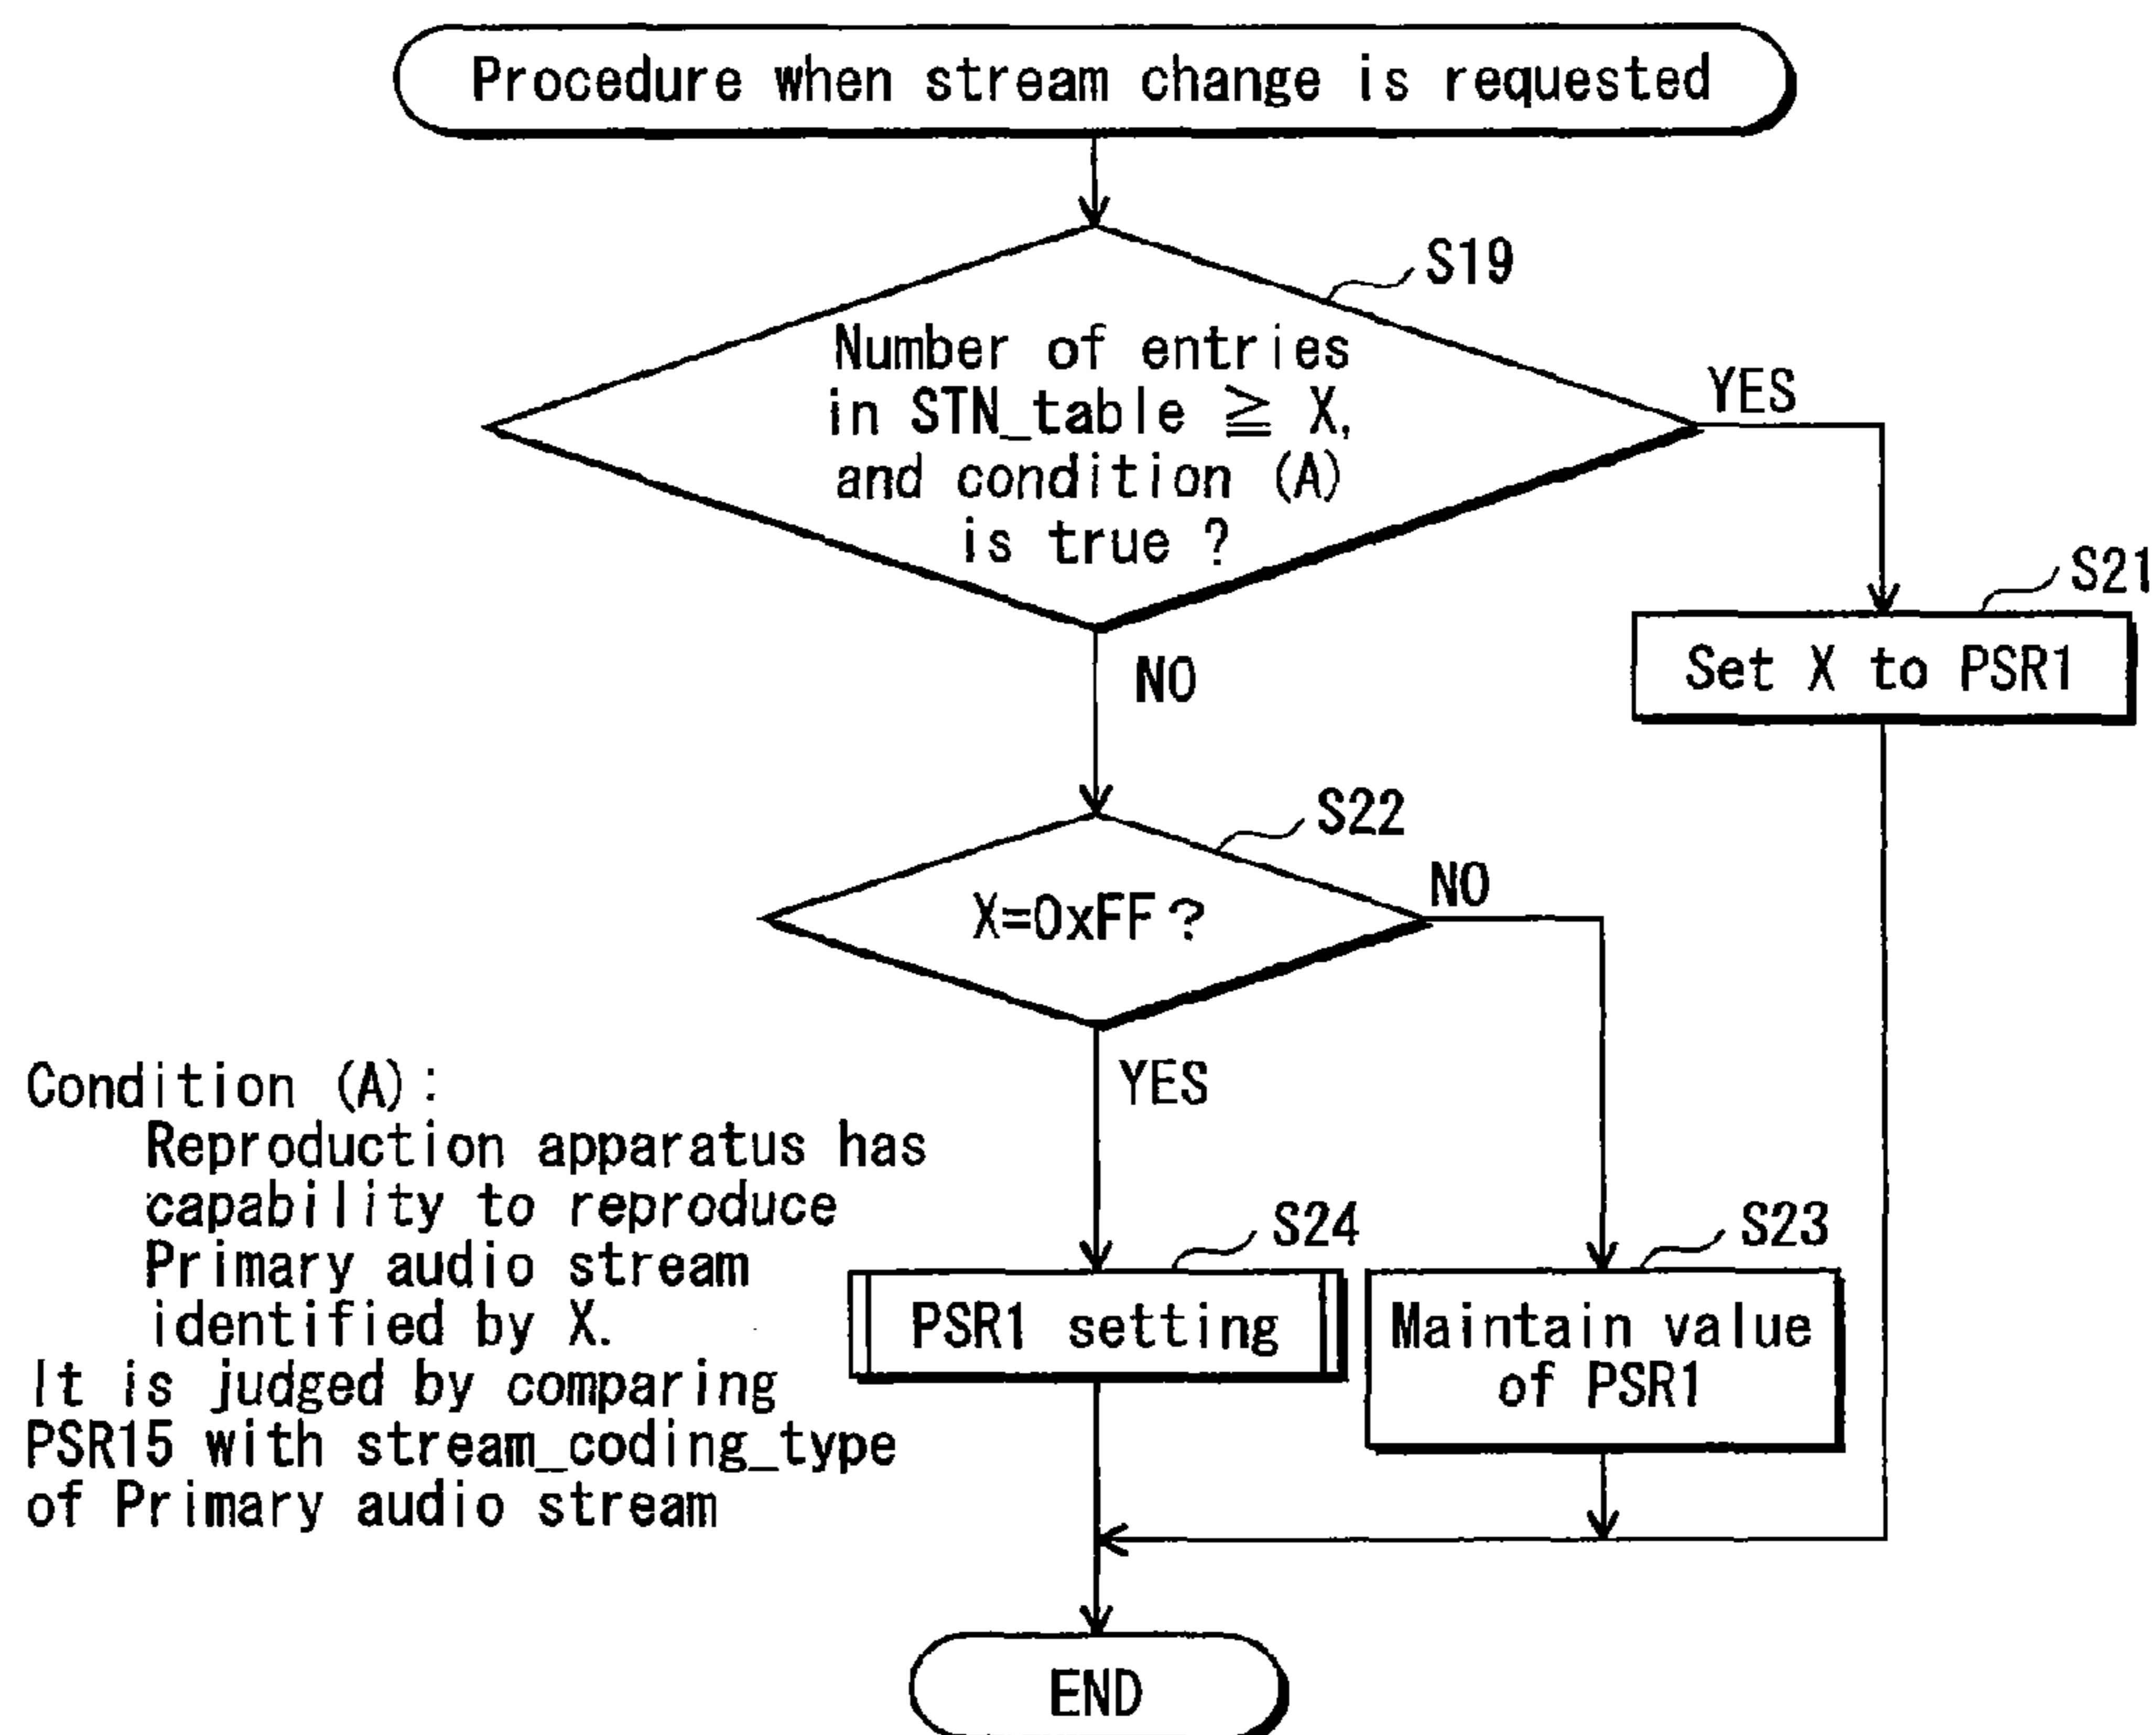 Procedure when stream change is requested
S19
Number of entries
in STN_table ≧ X,
and condition (A)
is true ?
YES
S21
Set X to PSR1
NO
S22
X=0xFF?
NO
YES
Condition (A):
Reproduction apparatus has
capability to reproduce
Primary audio stream
identified by X.
It is judged by comparing
PSR15 with stream_coding_type
of Primary audio stream
S24
PSR1 setting
S23
Maintain value
of PSR1
END